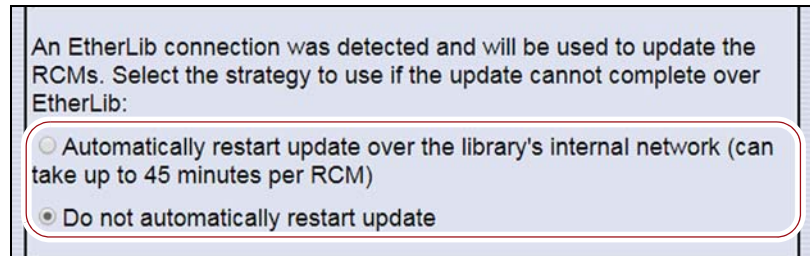 An EtherLib connection was detected and will be used to update the
RCMs. Select the strategy to use if the update cannot complete over
EtherLib:
Automatically restart update over the library's internal network (can
take up to 45 minutes per RCM)
Do not automatically restart update